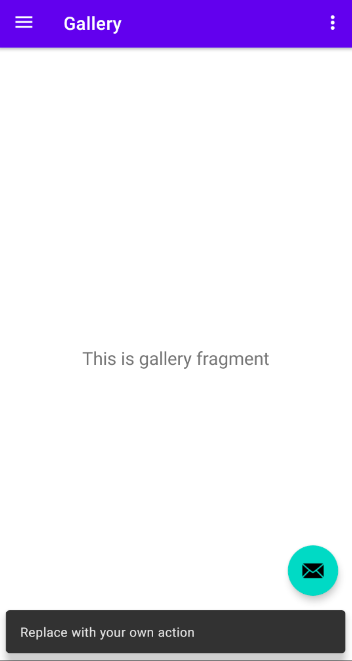 Gallery
This is gallery fragment
Replace with your own action